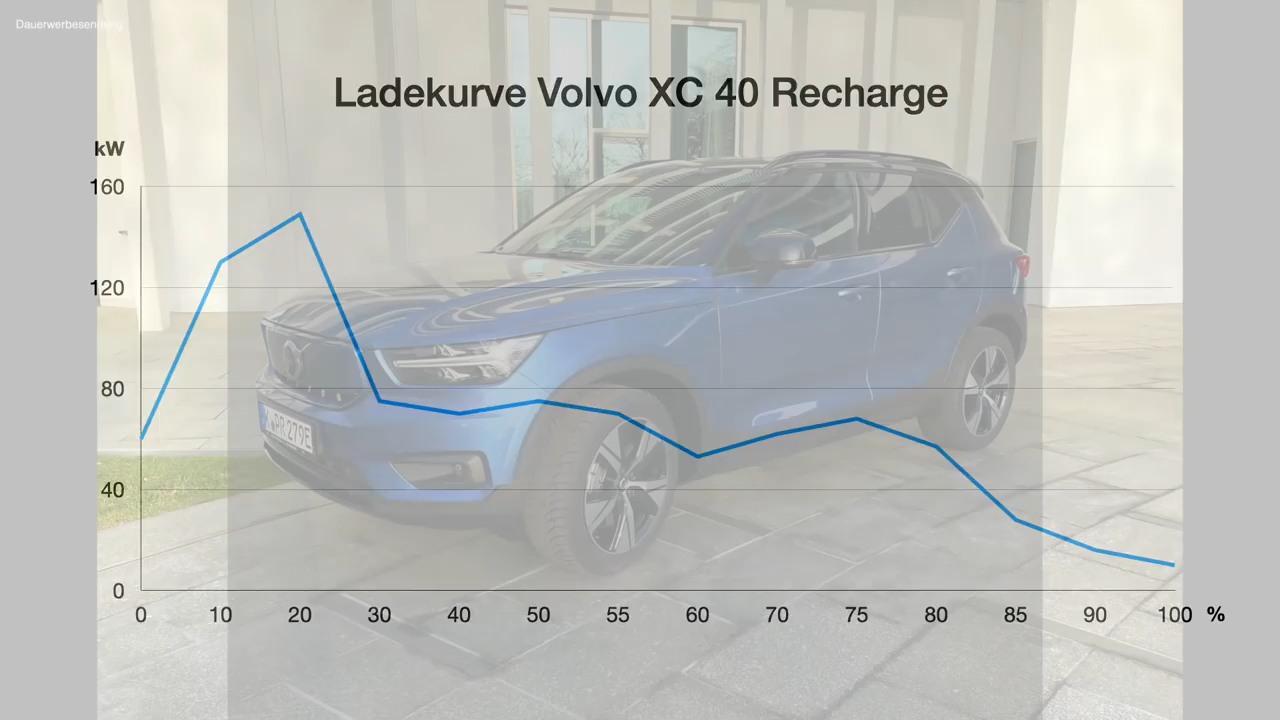 Dauerwerbesendung
Ladekurve Volvo XC 40 Recharge
kW
160
120
80
40
0
0 10 20 30 40 50 55 60 70 75 80 85 90 100 %